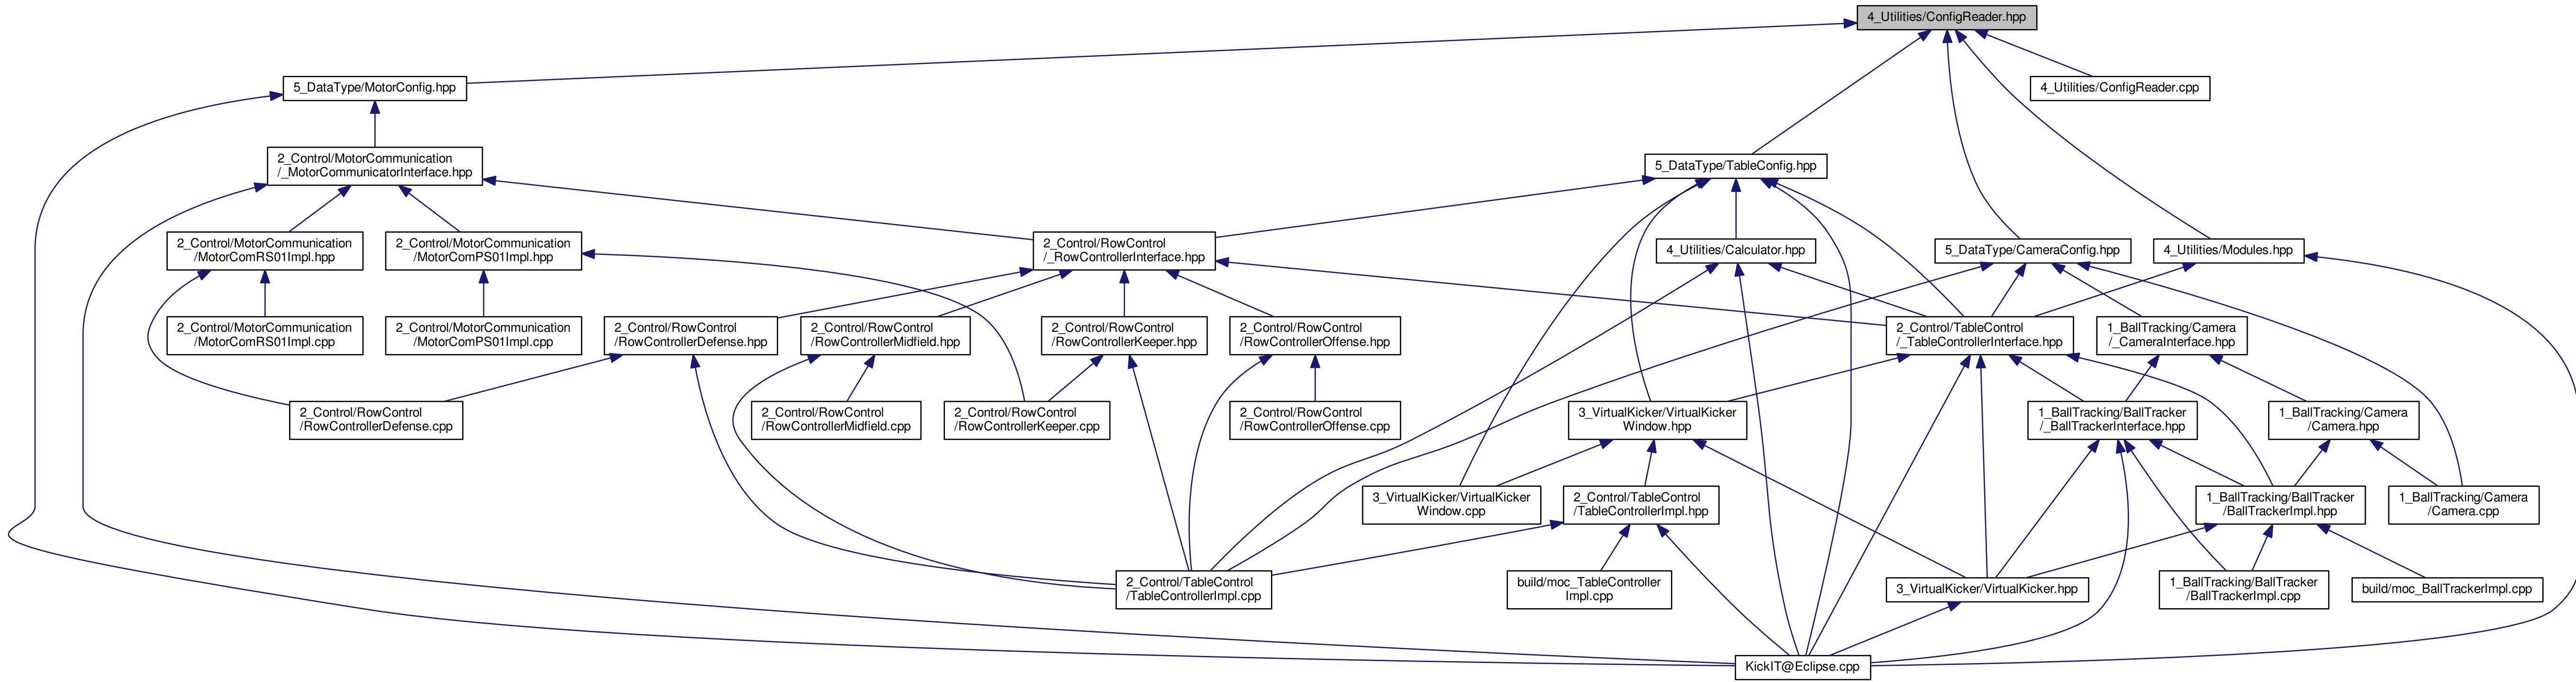 4_Utilities/ConfigReader.hpp
5_DataType/MotorConfig.hpp
4_Utilities/ConfigReader.cpp
2_Control/MotorCommunication
/_MotorCommunicatorInterface.hpp
5_DataType/TableConfig.hpp
2_Control/MotorCommunication
/MotorComRS01Impl.hpp
2_Control/MotorCommunication
/MotorComPS01Impl.hpp
2_Control/RowControl
/_RowControllerInterface.hpp
4_Utilities/Calculator.hpp
5_DataType/CameraConfig.hpp
4_Utilities/Modules.hpp
2_Control/MotorCommunication
/MotorComRS01Impl.cpp
2_Control/MotorCommunication
/MotorComPS01Impl.cpp
2_Control/RowControl
/RowControllerDefense.hpp
2_Control/RowControl
/RowControllerMidfield.hpp
2_Control/RowControl
/RowControllerKeeper.hpp
2_Control/RowControl
/RowControllerOffense.hpp
2_Control/TableControl
/_TableControllerInterface.hpp
1_BallTracking/Camera
/_CameraInterface.hpp
2_Control/RowControl
/RowControllerDefense.cpp
2_Control/RowControl
/RowControllerMidfield.cpp
2_Control/RowControl
/RowControllerKeeper.cpp
2_Control/RowControl
/RowControllerOffense.cpp
3_VirtualKicker/VirtualKicker
Window.hpp
1_BallTracking/BallTracker
/_BallTrackerInterface.hpp
1_BallTracking/Camera
/Camera.hpp
3_VirtualKicker/VirtualKicker
Window.cpp
2_Control/TableControl
/TableControllerImpl.hpp
1_BallTracking/BallTracker
/BallTrackerImpl.hpp
1_BallTracking/Camera
/Camera.cpp
2_Control/TableControl
/TableControllerImpl.cpp
build/moc_TableController
Impl.cpp
3_VirtualKicker/VirtualKicker.hpp
1_BallTracking/BallTracker
/BallTrackerImpl.cpp
build/moc_BallTrackerImpl.cpp
KickIT@Eclipse.cpp